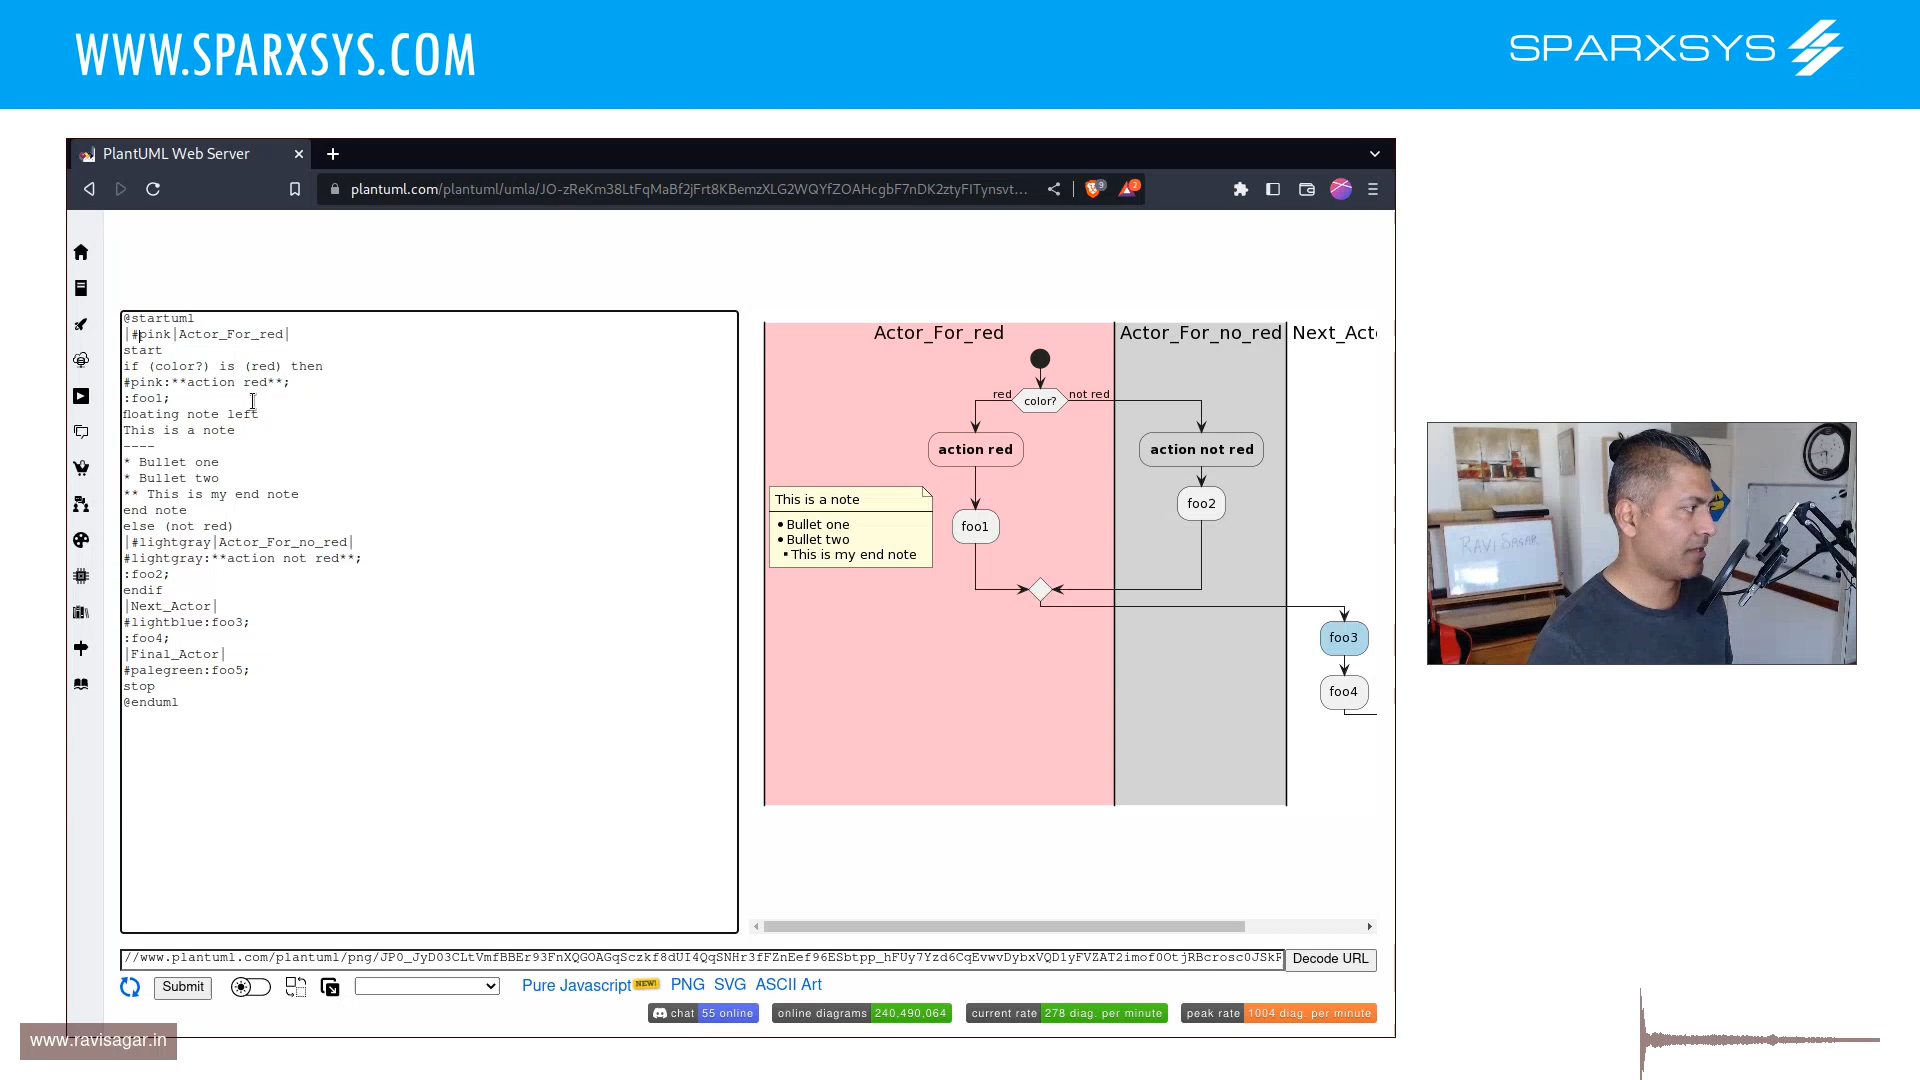 WWW.SPARXSYS.COM
SPARXSYS
PlantUML Web Server
plantuml.com/plantuml/umla/JO-zReKm38LtFqMaBf2jFrt8KBemzXLG2WQYfZOAHcgbF7nDK2ztyFITynsvt...
9
2
@startuml
|#pink|Actor_For_red|
start
if (color?) is (red) then
#pink:**action red**;
:foo1;
floating note left
This is a note
----
* Bullet one
* Bullet two
** This is my end note
end note
else (not red)
|#lightgray|Actor_For_no_red|
#lightgray:**action not red**;
:foo2;
endif
|Next_Actor|
#lightblue:foo3;
:foo4;
|Final_Actor|
#palegreen:foo5;
stop
@enduml
Actor_For_red
Actor_For_no_red
Next_Acto
red
color?
not red
action red
action not red
This is a note
Bullet one
Bullet two
This is my end note
foo1
foo2
foo3
foo4
RAVI SAGAR
//www.plantuml.com/plantuml/png/JP0_JyD03CLtVmfBBEr93FnXQGOAGqSczkf8dUI4QqSNHr3fFZnEef96ESbtpp_hFUy7Yzd6CqEvwvDybxVQD1yFVZAT2imof0OtjRBcrosc0JSkF
Decode URL
Submit
Pure Javascript NEW! PNG SVG ASCII Art
chat 55 online
online diagrams 240,490,064
current rate 278 diag. per minute
peak rate 1004 diag. per minute
www.ravisagar.in